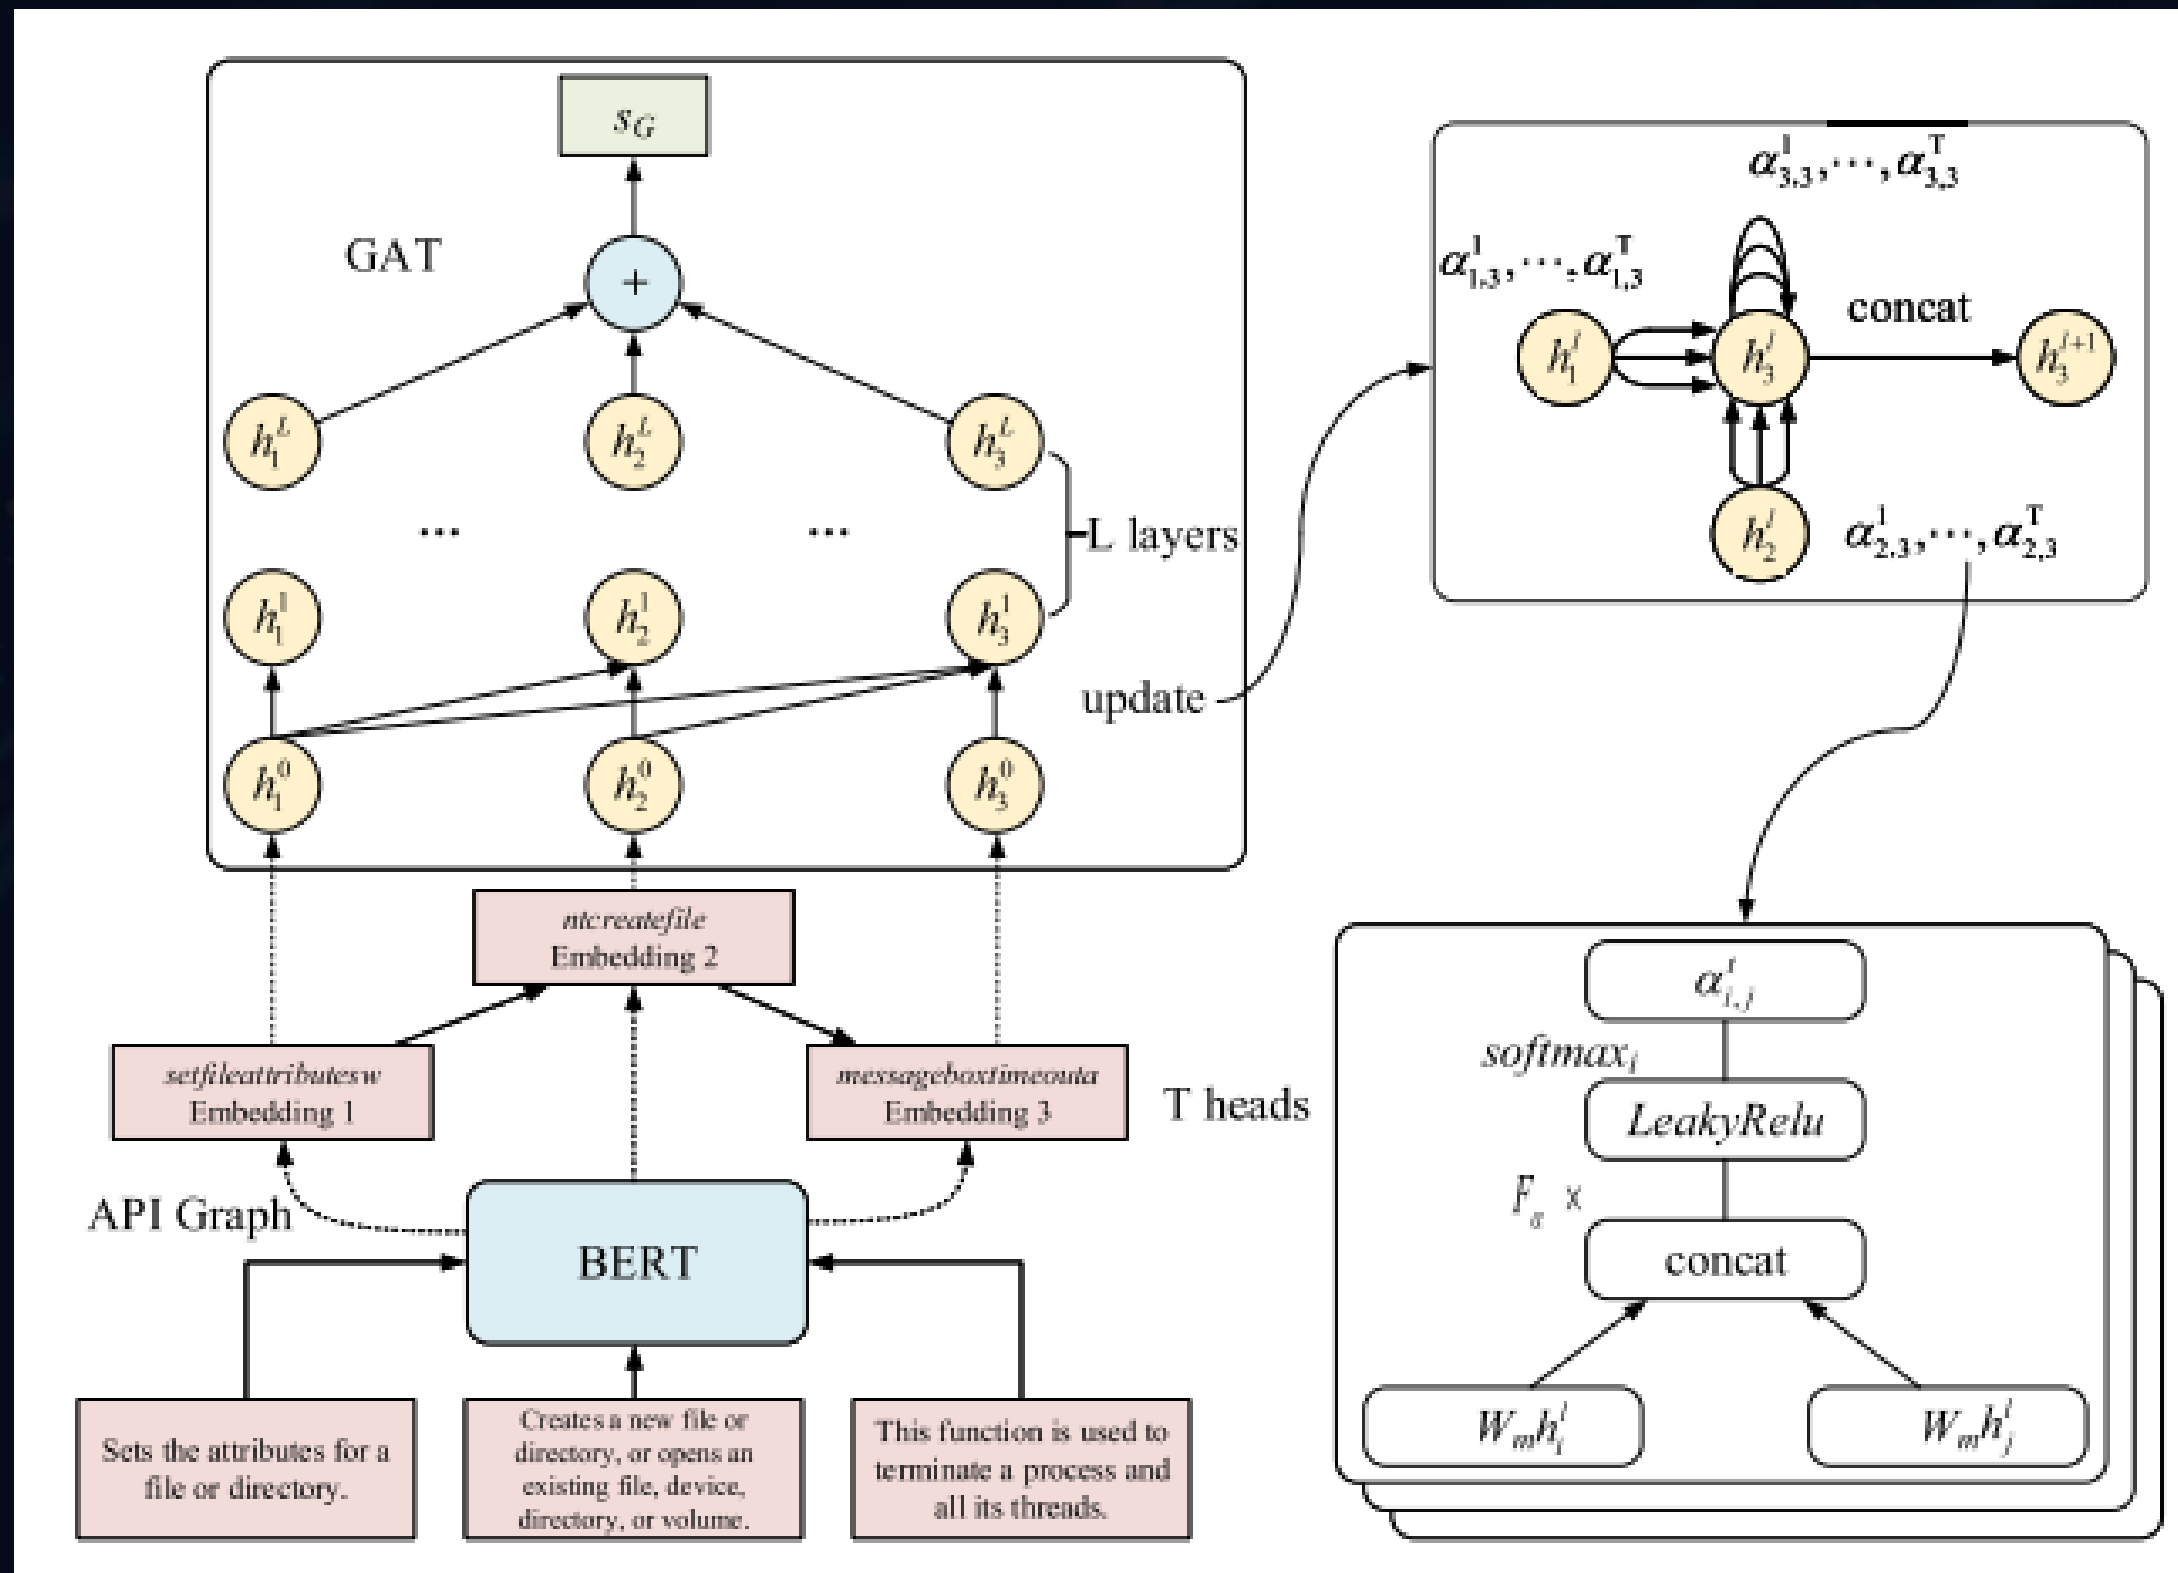 s_G
GAT
+
h_1^L
h_2^L
h_3^L
...
...
L layers
h_1^1
h_2^1
h_3^1
update
h_1^0
h_2^0
h_3^0
ntcreatefile
Embedding 2
setfileattributesw
Embedding 1
messageboxtimeouta
Embedding 3
API Graph
BERT
Sets the attributes for a
file or directory.
Creates a new file or
directory, or opens an
existing file, device,
directory, or volume.
This function is used to
terminate a process and
all its threads.
α_{3,3}^1, ⋯, α_{3,3}^T
α_{1,3}^1, ⋯, α_{1,3}^T
h_1^l
h_3^l
concat
h_3^{l+1}
h_2^l
α_{2,3}^1, ⋯, α_{2,3}^T
T heads
α_{i,j}^t
softmax_i
LeakyRelu
F_a ×
concat
W_m h_i^l
W_m h_j^l